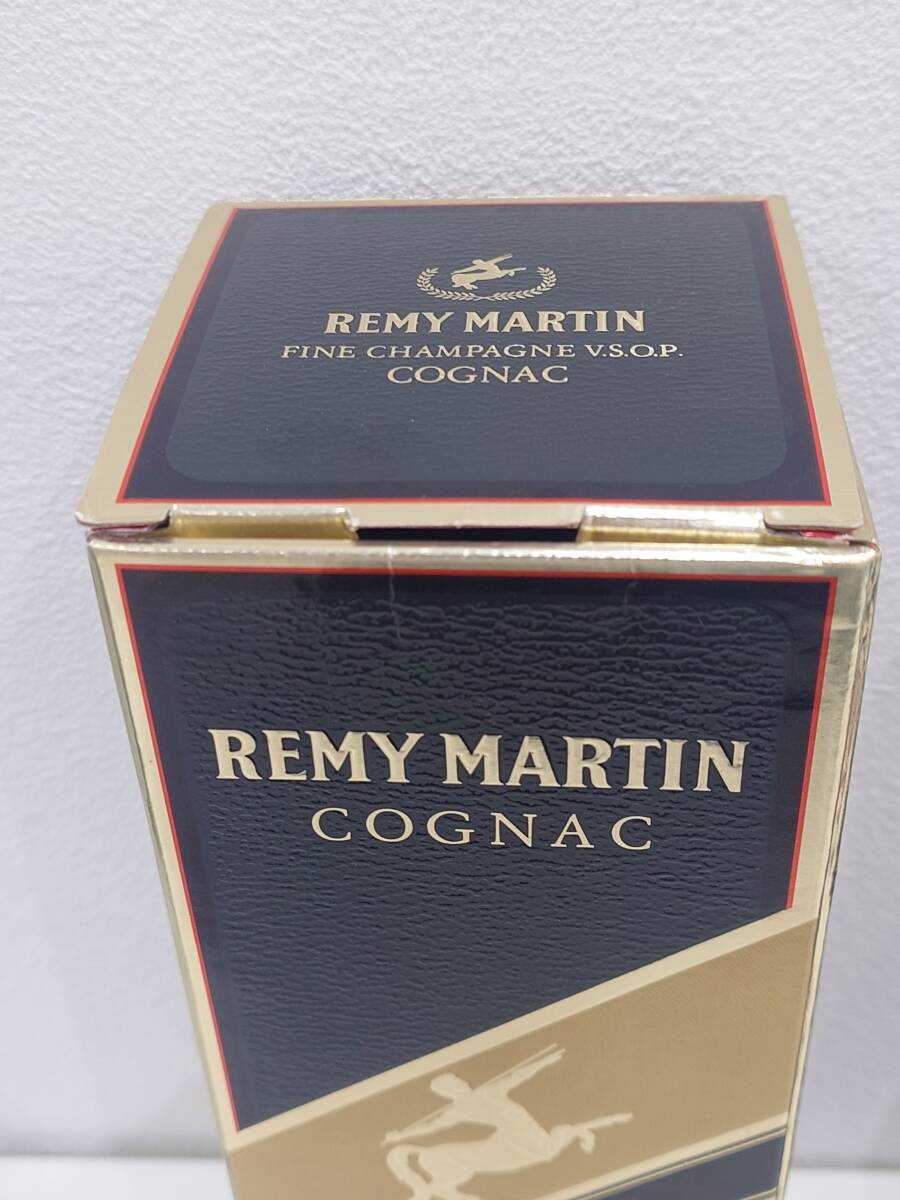 REMY MARTIN
FINE CHAMPAGNE V.S.O.P.
COGNAC
REMY MARTIN
COGNAC